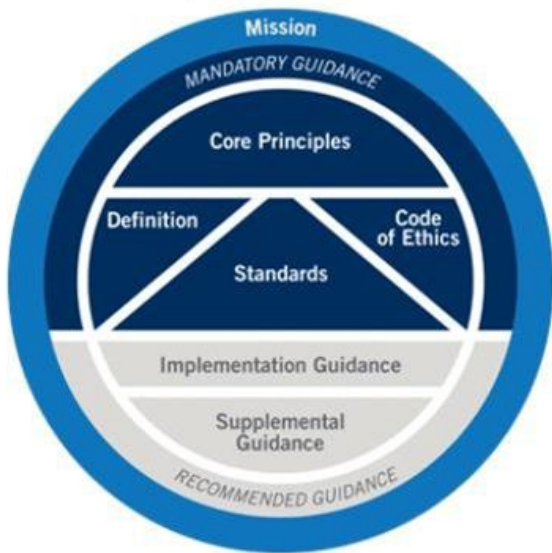 Mission
MANDATORY GUIDANCE
Core Principles
Definition
Code
of Ethics
Standards
Implementation Guidance
Supplemental
Guidance
RECOMMENDED GUIDANCE